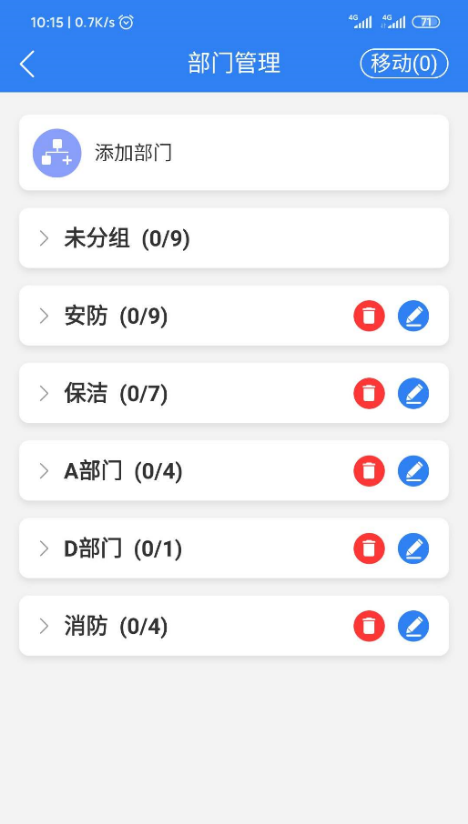 10:15 | 0.7K/s
4G 4G 71
部门管理
移动(0)
添加部门
未分组 (0/9)
安防 (0/9)
保洁 (0/7)
A部门 (0/4)
D部门 (0/1)
消防 (0/4)